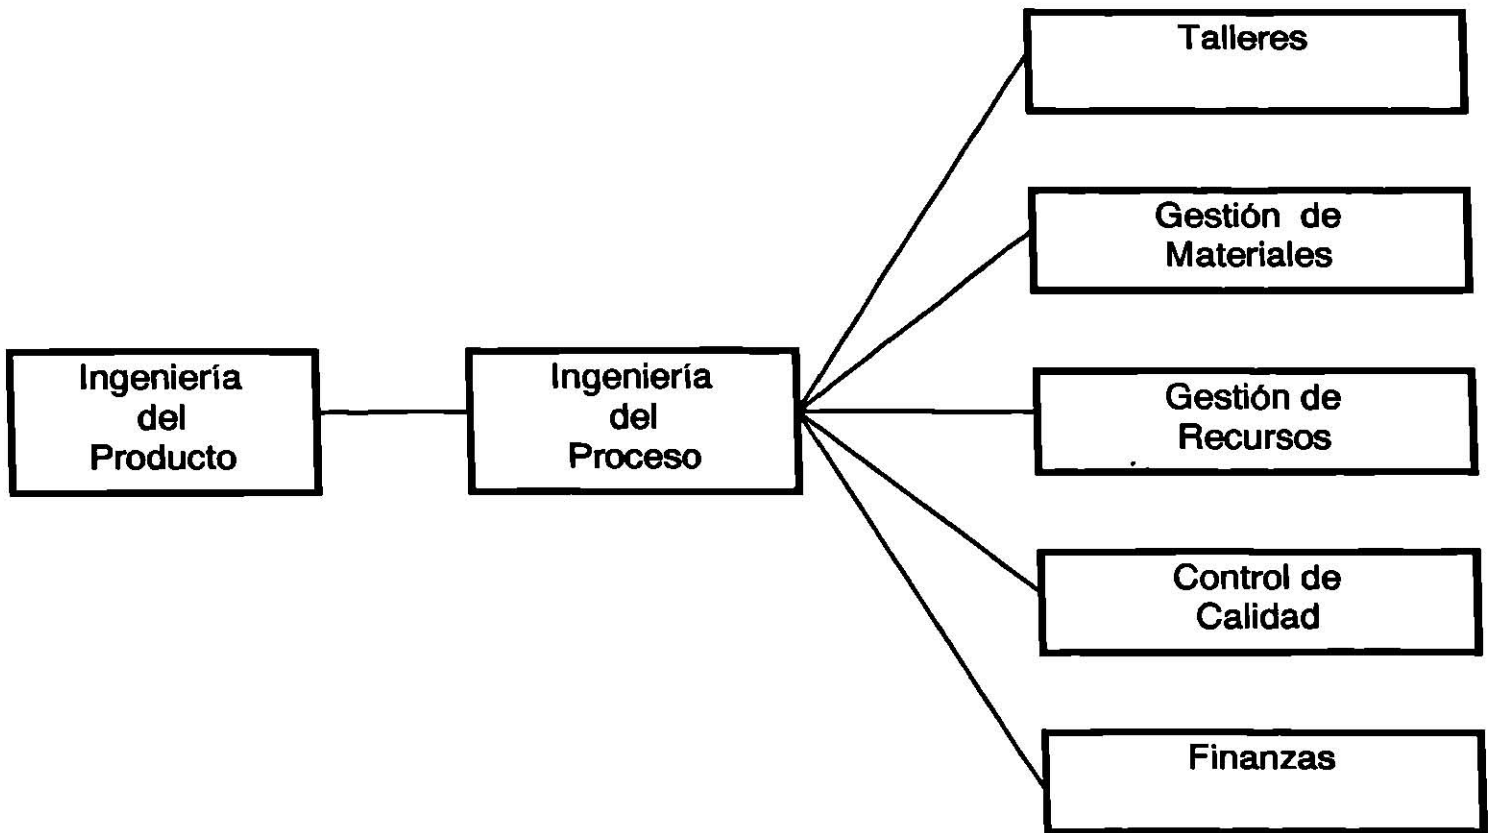 Talleres
Gestión de
Materiales
Ingeniería
del
Producto
Ingeniería
del
Proceso
Gestión de
Recursos
Control de
Calidad
Finanzas